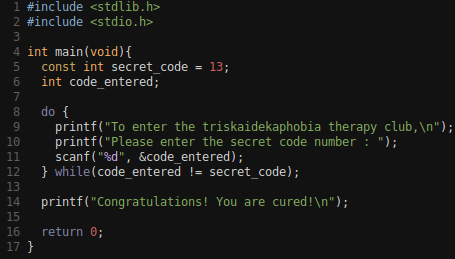 1 #include <stdlib.h>
2 #include <stdio.h>
3
4 int main(void){
5   const int secret_code = 13;
6   int code_entered;
7
8   do {
9     printf("To enter the triskaidekaphobia therapy club,\n");
10     printf("Please enter the secret code number : ");
11     scanf("%d", &code_entered);
12   } while(code_entered != secret_code);
13
14   printf("Congratulations! You are cured!\n");
15
16   return 0;
17 }